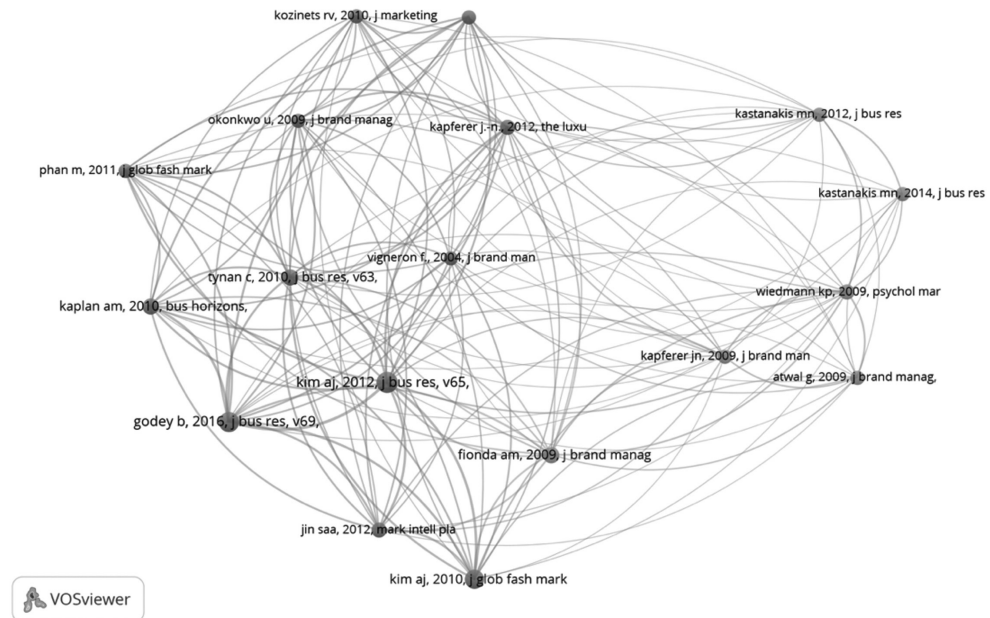 kozinets rv, 2010, j marketing
kastanakis mn, 2012, j bus res
okonkwo u, 2009, j brand manag
kapferer j.-n., 2012, the luxu
phan m, 2011, j glob fash mark
kastanakis mn, 2014, j bus res
vigneron f., 2004, j brand man
tynan c, 2010, j bus res, v63,
wiedmann kp, 2009, psychol mar
kaplan am, 2010, bus horizons,
kapferer jn, 2009, j brand man
atwal g, 2009, j brand manag,
kim aj, 2012, j bus res, v65,
godey b, 2016, j bus res, v69,
fionda am, 2009, j brand manag
jin saa, 2012, mark intell pla
kim aj, 2010, j glob fash mark
VOSviewer